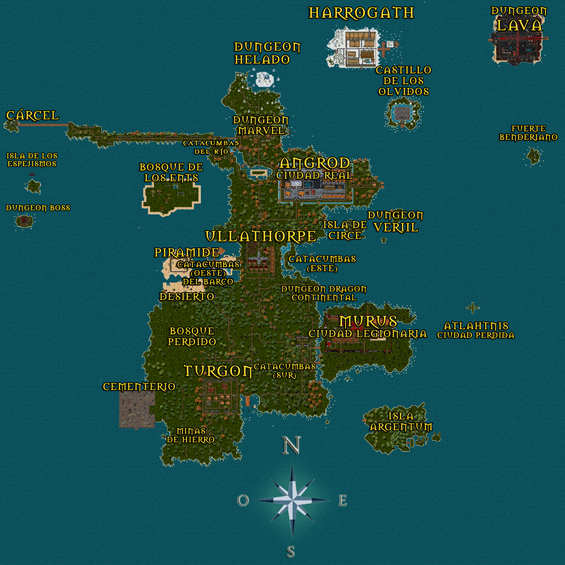 HARROGATH
DUNGEON
LAVA
DUNGEON
HELADO
CASTILLO
DE LOS
OLVIDOS
CÁRCEL
DUNGEON
MARVEL
FUERTE
BENDERIAN
CATACUMBAS
DEL RÍO
ISLA DE LOS
ESPEJISMOS
BOSQUE DE
LOS ENTS
ANGROD
CIUDAD REAL
DUNGEON BOSS
ISLA DE
CIRCE
DUNGEON
VERIIL
ULLATHORPE
PIRAMIDE
CATACUMBAS
(OESTE)
DEL BARCO
CATACUMBAS
(ESTE)
DESIERTO
DUNGEON DRAGON
CONTINENTAL
MURUS
CIUDAD LEGIONARIA
ATLAHTNIS
CIUDAD PERDIDA
BOSQUE
PERDIDO
TURGON
CATACUMBAS
(SUR)
CEMENTERIO
ISLA
ARGENTUM
MINAS
DE HIERRO
N
O
E
S